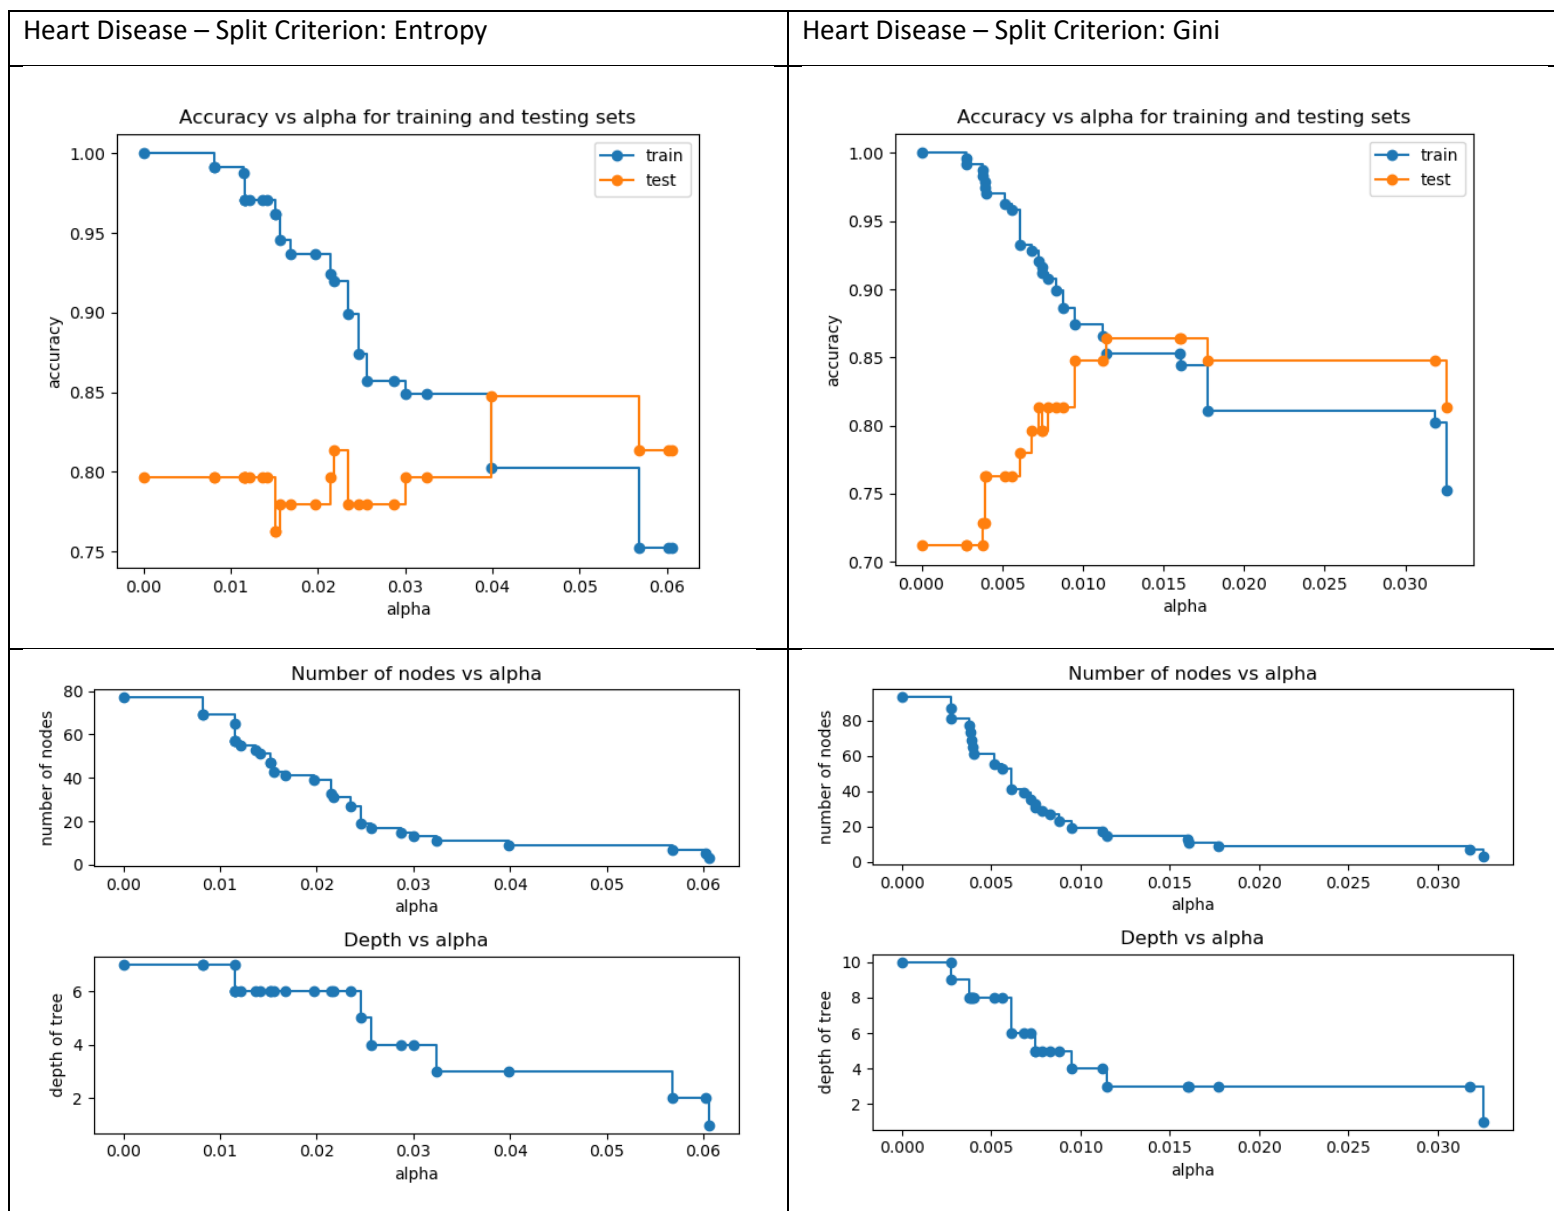 Heart Disease – Split Criterion: Entropy
Heart Disease – Split Criterion: Gini
Accuracy vs alpha for training and testing sets
train
test
accuracy
1.00
0.95
0.90
0.85
0.80
0.75
0.00 0.01 0.02 0.03 0.04 0.05 0.06
alpha
Accuracy vs alpha for training and testing sets
train
test
accuracy
1.00
0.95
0.90
0.85
0.80
0.75
0.70
0.000 0.005 0.010 0.015 0.020 0.025 0.030
alpha
Number of nodes vs alpha
number of nodes
80
60
40
20
0
0.00 0.01 0.02 0.03 0.04 0.05 0.06
alpha
Depth vs alpha
depth of tree
6
4
2
0.00 0.01 0.02 0.03 0.04 0.05 0.06
alpha
Number of nodes vs alpha
number of nodes
80
60
40
20
0
0.000 0.005 0.010 0.015 0.020 0.025 0.030
alpha
Depth vs alpha
depth of tree
10
8
6
4
2
0.000 0.005 0.010 0.015 0.020 0.025 0.030
alpha